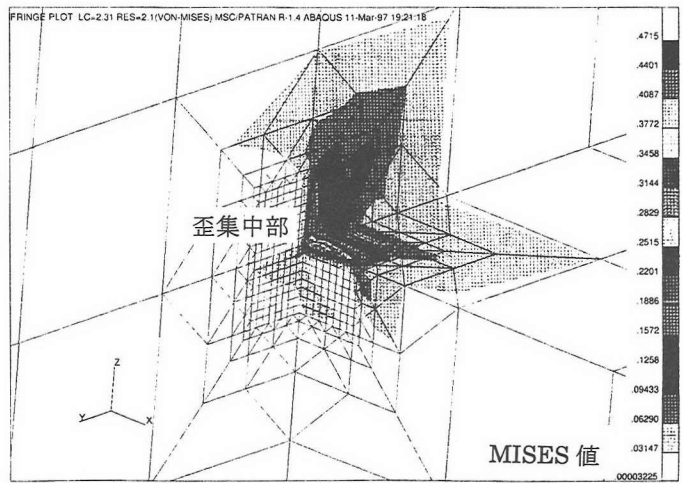 FRINGE PLOT LC=2.31 RES=2.1(VON-MISES) MSC/PATRAN R-1.4 ABAQUS 11-Mar-97 19:21:18
.4715
.4401
.4087
.3772
.3458
.3144
.2829
.2515
.2201
.1886
.1572
.1258
.09433
.06290
.03147
.00003225
歪集中部
Z
Y
X
MISES 値